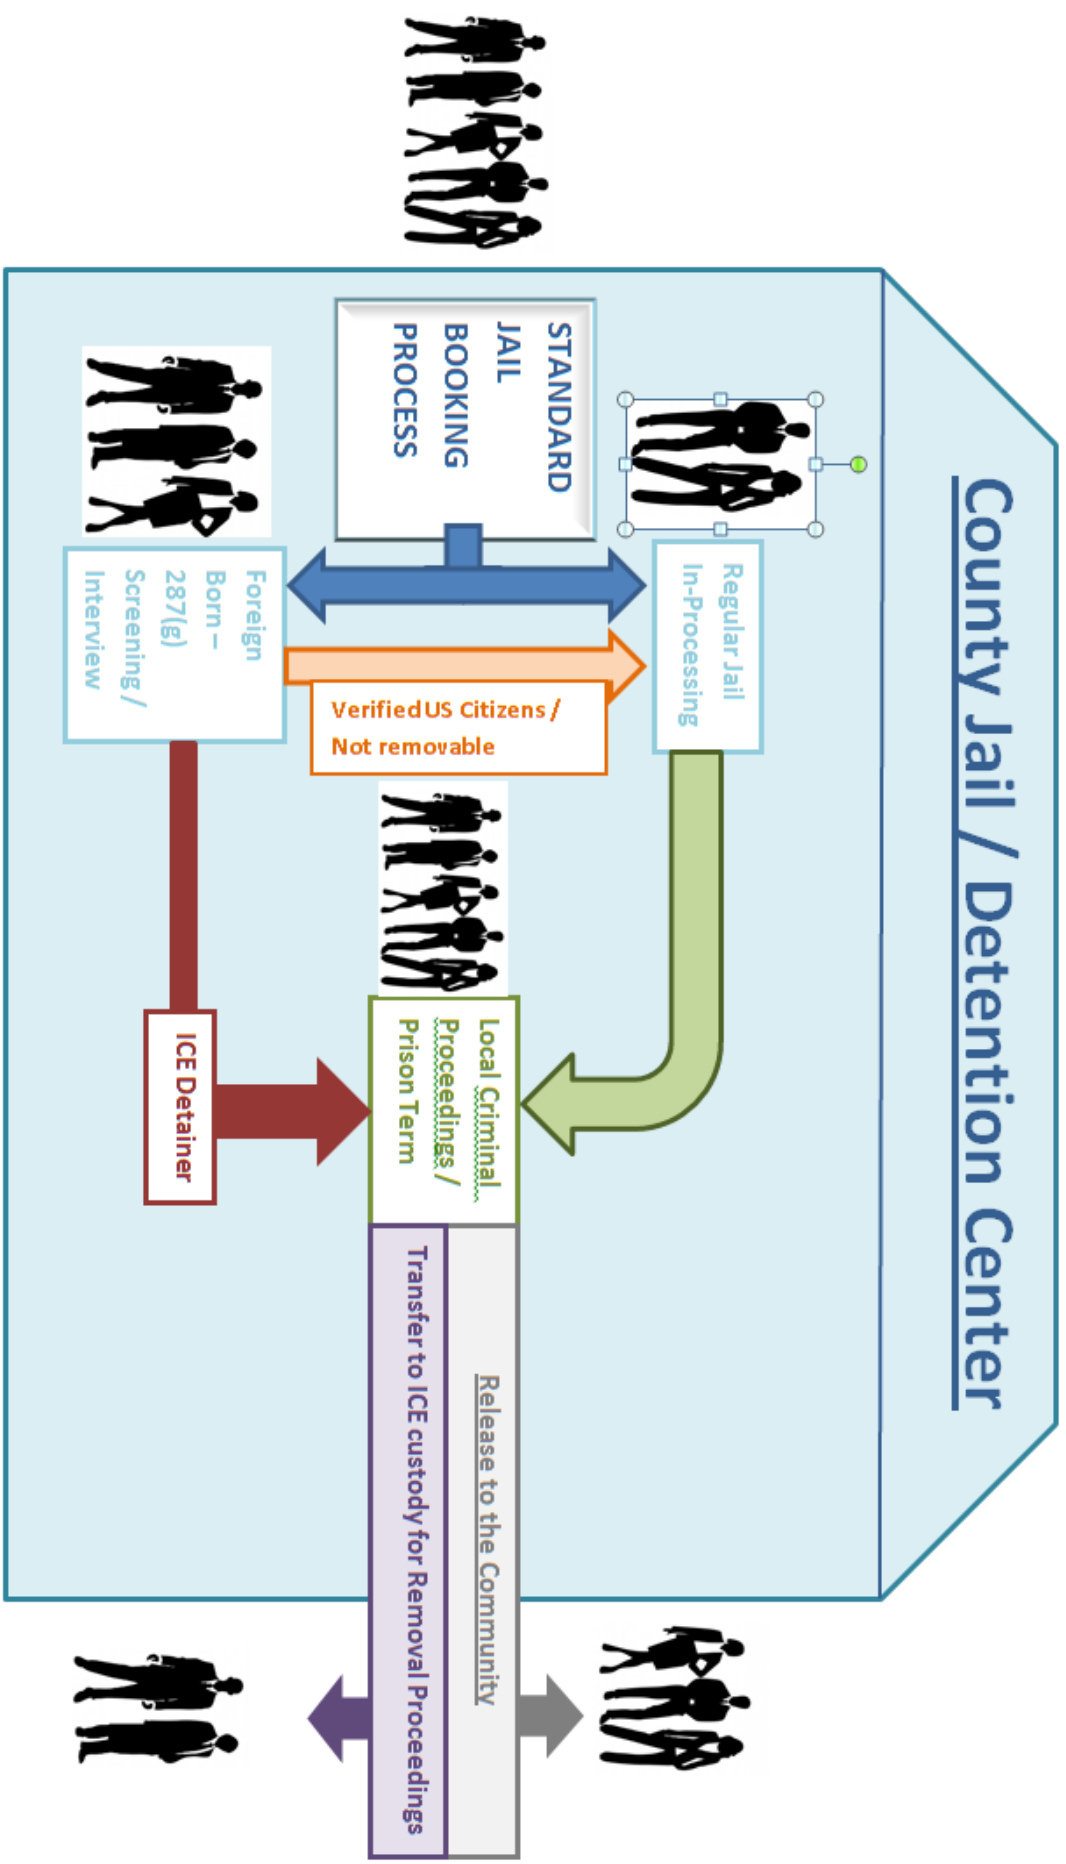 County Jail / Detention Center
STANDARD
JAIL
BOOKING
PROCESS
Regular Jail
In-Processing
Foreign
Born –
287(g)
Screening /
Interview
Verified US Citizens /
Not removable
ICE Detainer
Local Criminal
Proceedings /
Prison Term
Release to the Community
Transfer to ICE custody for Removal Proceedings